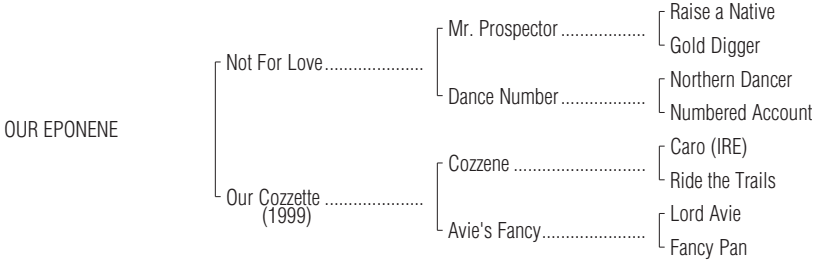 Raise a Native
Mr. Prospector
Gold Digger
Not For Love
Northern Dancer
Dance Number
Numbered Account
OUR EPONENE
Caro (IRE)
Cozzene
Ride the Trails
Our Cozzette
(1999)
Lord Avie
Avie's Fancy
Fancy Pan